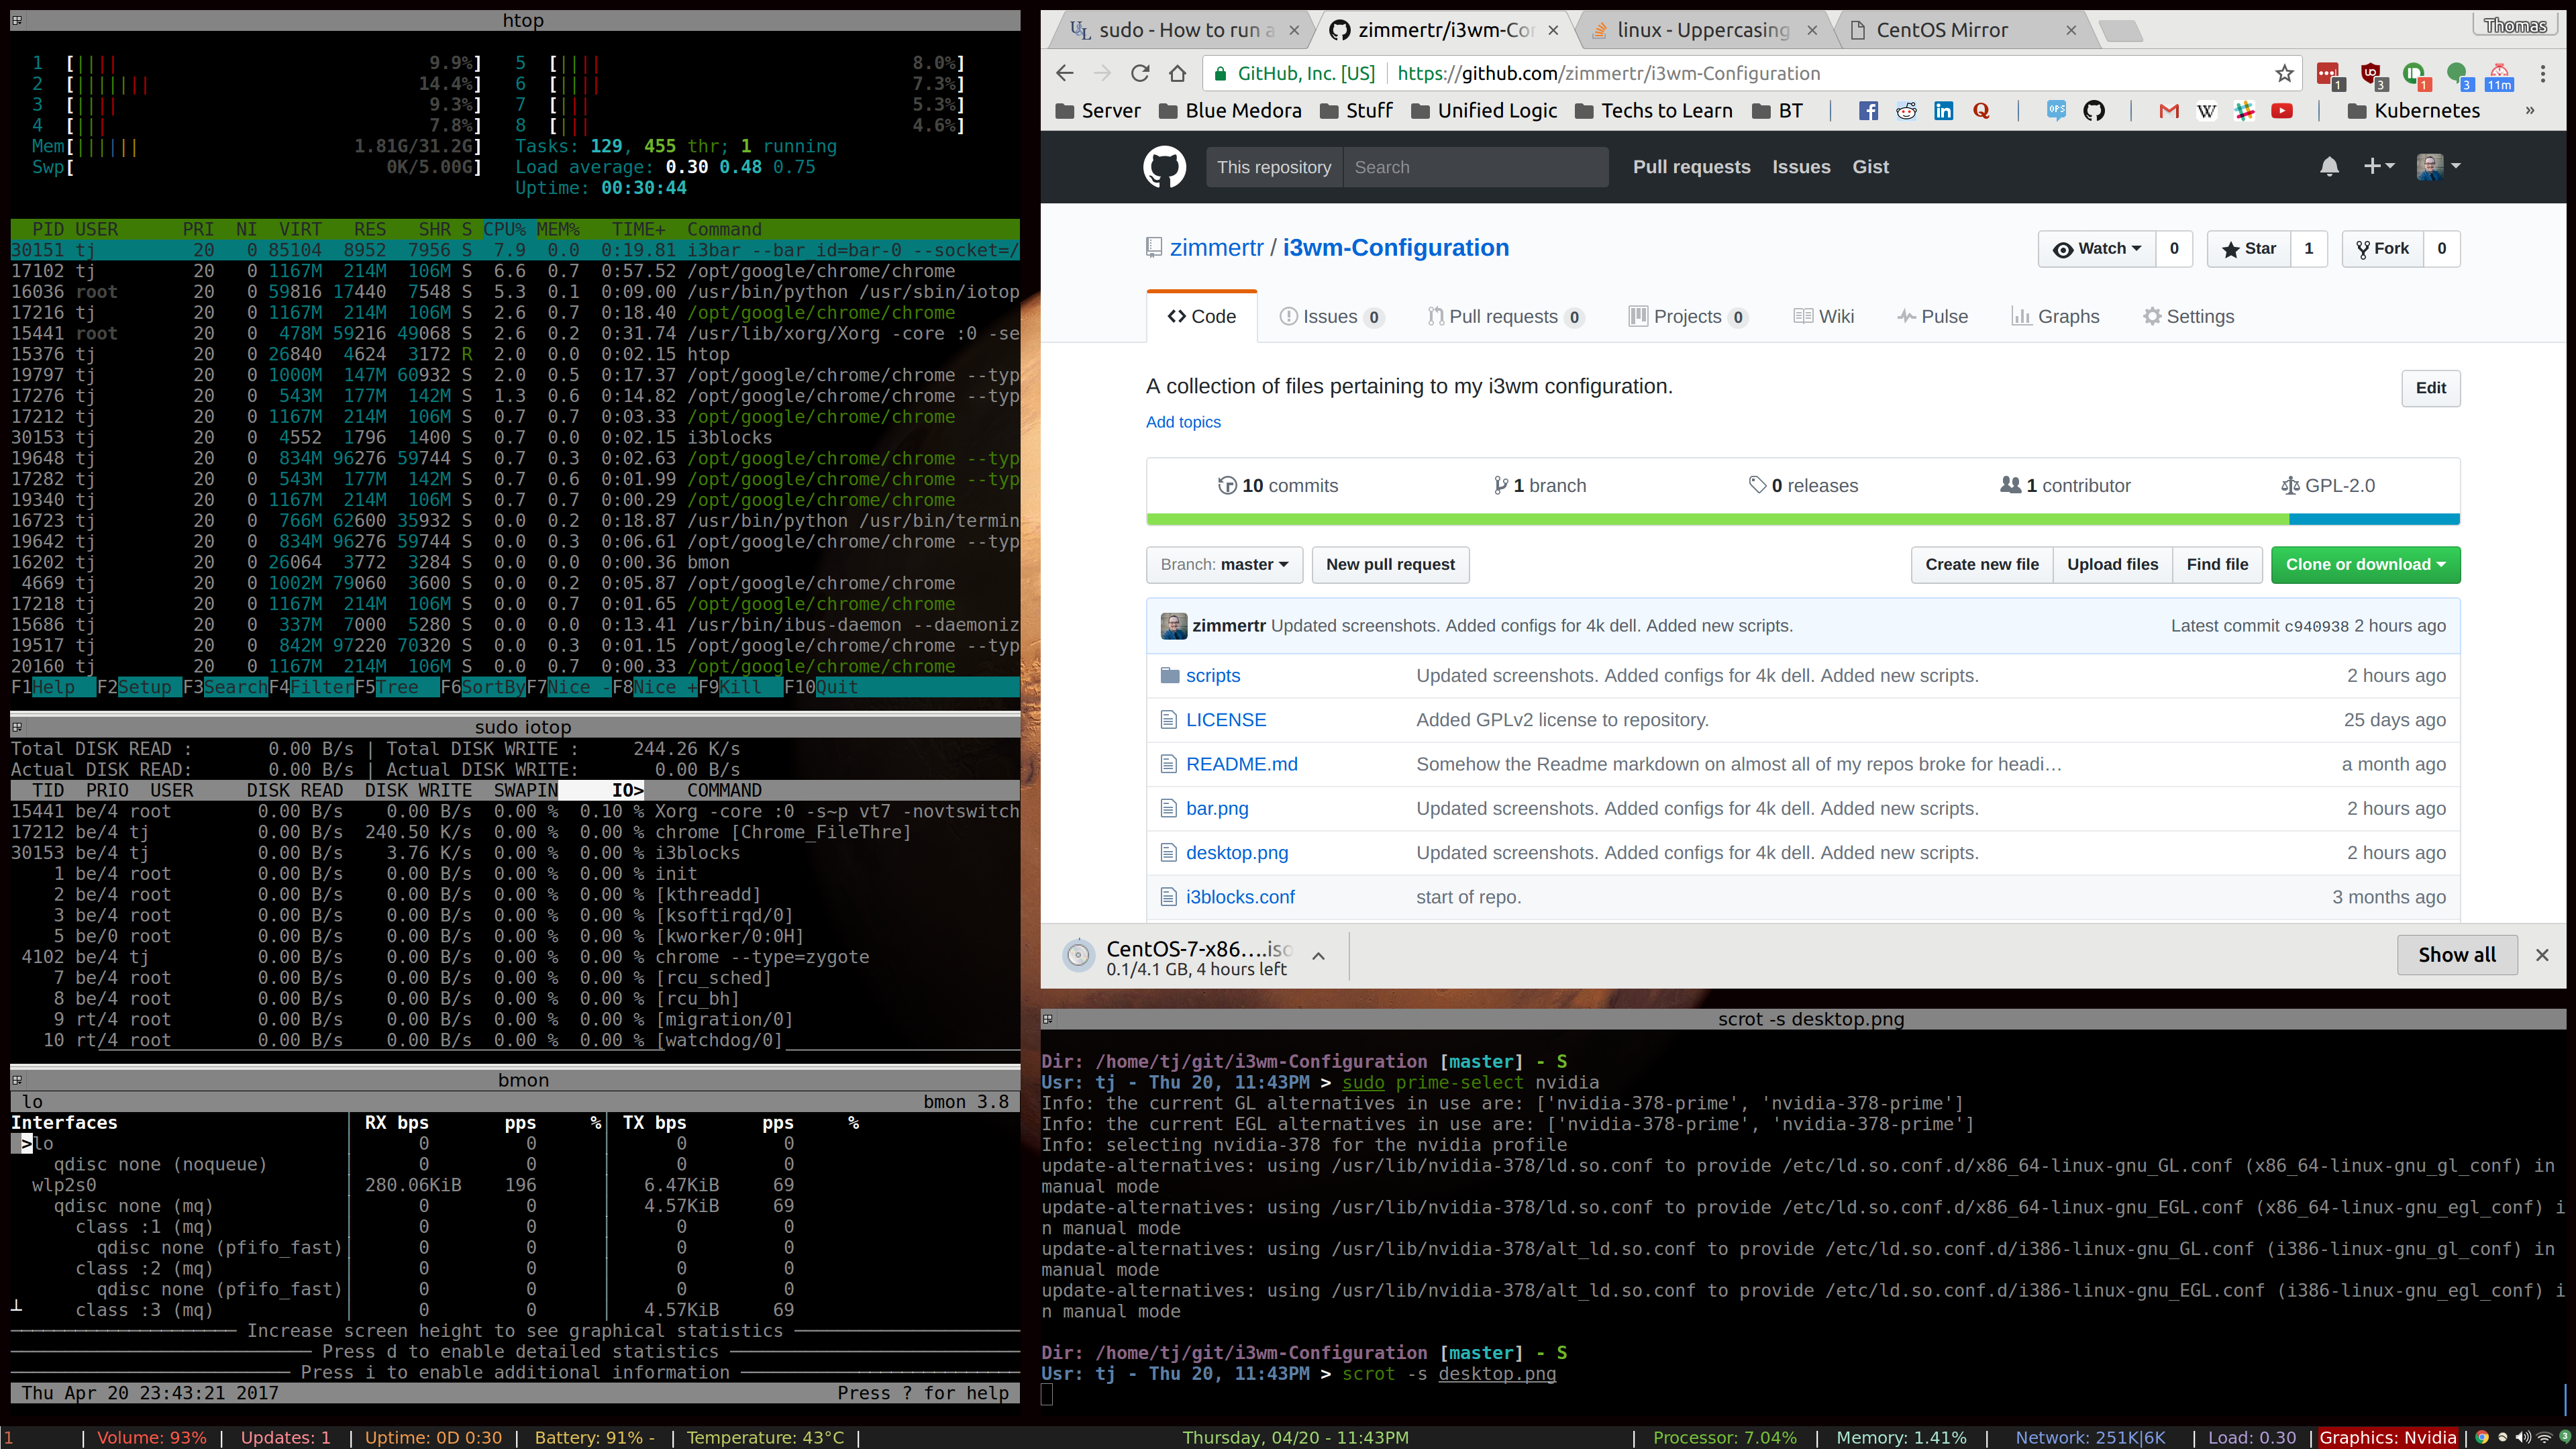 htop
1 [|||| 9.9%] 5 [|||| 8.0%]
2 [||||||| 14.4%] 6 [|||| 7.3%]
3 [|||| 9.3%] 7 [||| 5.3%]
4 [||| 7.8%] 8 [||| 4.6%]
Mem[|||||| 1.81G/31.2G] Tasks: 129, 455 thr; 1 running
Swp[ 0K/5.00G] Load average: 0.30 0.48 0.75
Uptime: 00:30:44
PID USER PRI NI VIRT RES SHR S CPU% MEM% TIME+ Command
30151 tj 20 0 85104 8952 7956 S 7.9 0.0 0:19.81 i3bar --bar_id=bar-0 --socket=/
17102 tj 20 0 1167M 214M 106M S 6.6 0.7 0:57.52 /opt/google/chrome/chrome
16036 root 20 0 59816 17440 7548 S 5.3 0.1 0:09.00 /usr/bin/python /usr/sbin/iotop
17216 tj 20 0 1167M 214M 106M S 2.6 0.7 0:18.40 /opt/google/chrome/chrome
15441 root 20 0 478M 59216 49068 S 2.6 0.2 0:31.74 /usr/lib/xorg/Xorg -core :0 -se
15376 tj 20 0 26840 4624 3172 R 2.0 0.0 0:02.15 htop
19797 tj 20 0 1000M 147M 60932 S 2.0 0.5 0:17.37 /opt/google/chrome/chrome --typ
17276 tj 20 0 543M 177M 142M S 1.3 0.6 0:14.82 /opt/google/chrome/chrome --typ
17212 tj 20 0 1167M 214M 106M S 0.7 0.7 0:03.33 /opt/google/chrome/chrome
30153 tj 20 0 4552 1796 1400 S 0.7 0.0 0:02.15 i3blocks
19648 tj 20 0 834M 96276 59744 S 0.7 0.3 0:02.63 /opt/google/chrome/chrome --typ
17282 tj 20 0 543M 177M 142M S 0.7 0.6 0:01.99 /opt/google/chrome/chrome --typ
19340 tj 20 0 1167M 214M 106M S 0.7 0.7 0:00.29 /opt/google/chrome/chrome
16723 tj 20 0 766M 62600 35932 S 0.0 0.2 0:18.87 /usr/bin/python /usr/bin/termin
19642 tj 20 0 834M 96276 59744 S 0.0 0.3 0:06.61 /opt/google/chrome/chrome --typ
16202 tj 20 0 26064 3772 3284 S 0.0 0.0 0:00.36 bmon
4669 tj 20 0 1002M 79060 3600 S 0.0 0.2 0:05.87 /opt/google/chrome/chrome
17218 tj 20 0 1167M 214M 106M S 0.0 0.7 0:01.65 /opt/google/chrome/chrome
15686 tj 20 0 337M 7000 5280 S 0.0 0.0 0:13.41 /usr/bin/ibus-daemon --daemoniz
19517 tj 20 0 842M 97220 70320 S 0.0 0.3 0:01.15 /opt/google/chrome/chrome --typ
20160 tj 20 0 1167M 214M 106M S 0.0 0.7 0:00.33 /opt/google/chrome/chrome
F1Help F2Setup F3SearchF4FilterF5Tree F6SortByF7Nice -F8Nice +F9Kill F10Quit
sudo iotop
Total DISK READ : 0.00 B/s | Total DISK WRITE : 244.26 K/s
Actual DISK READ: 0.00 B/s | Actual DISK WRITE: 0.00 B/s
TID PRIO USER DISK READ DISK WRITE SWAPIN IO> COMMAND
15441 be/4 root 0.00 B/s 0.00 B/s 0.00 % 0.10 % Xorg -core :0 -s~p vt7 -novtswitch
17212 be/4 tj 0.00 B/s 240.50 K/s 0.00 % 0.00 % chrome [Chrome_FileThre]
30153 be/4 tj 0.00 B/s 3.76 K/s 0.00 % 0.00 % i3blocks
1 be/4 root 0.00 B/s 0.00 B/s 0.00 % 0.00 % init
2 be/4 root 0.00 B/s 0.00 B/s 0.00 % 0.00 % [kthreadd]
3 be/4 root 0.00 B/s 0.00 B/s 0.00 % 0.00 % [ksoftirqd/0]
5 be/0 root 0.00 B/s 0.00 B/s 0.00 % 0.00 % [kworker/0:0H]
4102 be/4 tj 0.00 B/s 0.00 B/s 0.00 % 0.00 % chrome --type=zygote
7 be/4 root 0.00 B/s 0.00 B/s 0.00 % 0.00 % [rcu_sched]
8 be/4 root 0.00 B/s 0.00 B/s 0.00 % 0.00 % [rcu_bh]
9 rt/4 root 0.00 B/s 0.00 B/s 0.00 % 0.00 % [migration/0]
10 rt/4 root 0.00 B/s 0.00 B/s 0.00 % 0.00 % [watchdog/0]
bmon
lo bmon 3.8
Interfaces RX bps pps % TX bps pps %
>lo 0 0 0 0
qdisc none (noqueue) 0 0 0 0
wlp2s0 280.06KiB 196 6.47KiB 69
qdisc none (mq) 0 0 4.57KiB 69
class :1 (mq) 0 0 0 0
qdisc none (pfifo_fast) 0 0 0 0
class :2 (mq) 0 0 0 0
qdisc none (pfifo_fast) 0 0 0 0
class :3 (mq) 0 0 4.57KiB 69
Increase screen height to see graphical statistics
Press d to enable detailed statistics
Press i to enable additional information
Thu Apr 20 23:43:21 2017 Press ? for help
sudo - How to run a zimmertr/i3wm-Con linux - Uppercasing CentOS Mirror Thomas
GitHub, Inc. [US] https://github.com/zimmertr/i3wm-Configuration 1 3 1 3 11m
Server Blue Medora Stuff Unified Logic Techs to Learn BT | | OPS | W | Kubernetes »
This repository Search Pull requests Issues Gist
zimmertr / i3wm-Configuration Watch 0 Star 1 Fork 0
Code Issues 0 Pull requests 0 Projects 0 Wiki Pulse Graphs Settings
A collection of files pertaining to my i3wm configuration. Edit
Add topics
10 commits 1 branch 0 releases 1 contributor GPL-2.0
Branch: master New pull request Create new file Upload files Find file Clone or download
zimmertr Updated screenshots. Added configs for 4k dell. Added new scripts. Latest commit c940938 2 hours ago
scripts Updated screenshots. Added configs for 4k dell. Added new scripts. 2 hours ago
LICENSE Added GPLv2 license to repository. 25 days ago
README.md Somehow the Readme markdown on almost all of my repos broke for headi… a month ago
bar.png Updated screenshots. Added configs for 4k dell. Added new scripts. 2 hours ago
desktop.png Updated screenshots. Added configs for 4k dell. Added new scripts. 2 hours ago
i3blocks.conf start of repo. 3 months ago
CentOS-7-x86….iso Show all
0.1/4.1 GB, 4 hours left
scrot -s desktop.png
Dir: /home/tj/git/i3wm-Configuration [master] - S
Usr: tj - Thu 20, 11:43PM > sudo prime-select nvidia
Info: the current GL alternatives in use are: ['nvidia-378-prime', 'nvidia-378-prime']
Info: the current EGL alternatives in use are: ['nvidia-378-prime', 'nvidia-378-prime']
Info: selecting nvidia-378 for the nvidia profile
update-alternatives: using /usr/lib/nvidia-378/ld.so.conf to provide /etc/ld.so.conf.d/x86_64-linux-gnu_GL.conf (x86_64-linux-gnu_gl_conf) in
manual mode
update-alternatives: using /usr/lib/nvidia-378/ld.so.conf to provide /etc/ld.so.conf.d/x86_64-linux-gnu_EGL.conf (x86_64-linux-gnu_egl_conf) i
n manual mode
update-alternatives: using /usr/lib/nvidia-378/alt_ld.so.conf to provide /etc/ld.so.conf.d/i386-linux-gnu_GL.conf (i386-linux-gnu_gl_conf) in
manual mode
update-alternatives: using /usr/lib/nvidia-378/alt_ld.so.conf to provide /etc/ld.so.conf.d/i386-linux-gnu_EGL.conf (i386-linux-gnu_egl_conf) i
n manual mode
Dir: /home/tj/git/i3wm-Configuration [master] - S
Usr: tj - Thu 20, 11:43PM > scrot -s desktop.png
1 | Volume: 93% | Updates: 1 | Uptime: 0D 0:30 | Battery: 91% - | Temperature: 43°C | Thursday, 04/20 - 11:43PM | Processor: 7.04% | Memory: 1.41% | Network: 251K|6K | Load: 0.30 | Graphics: Nvidia |